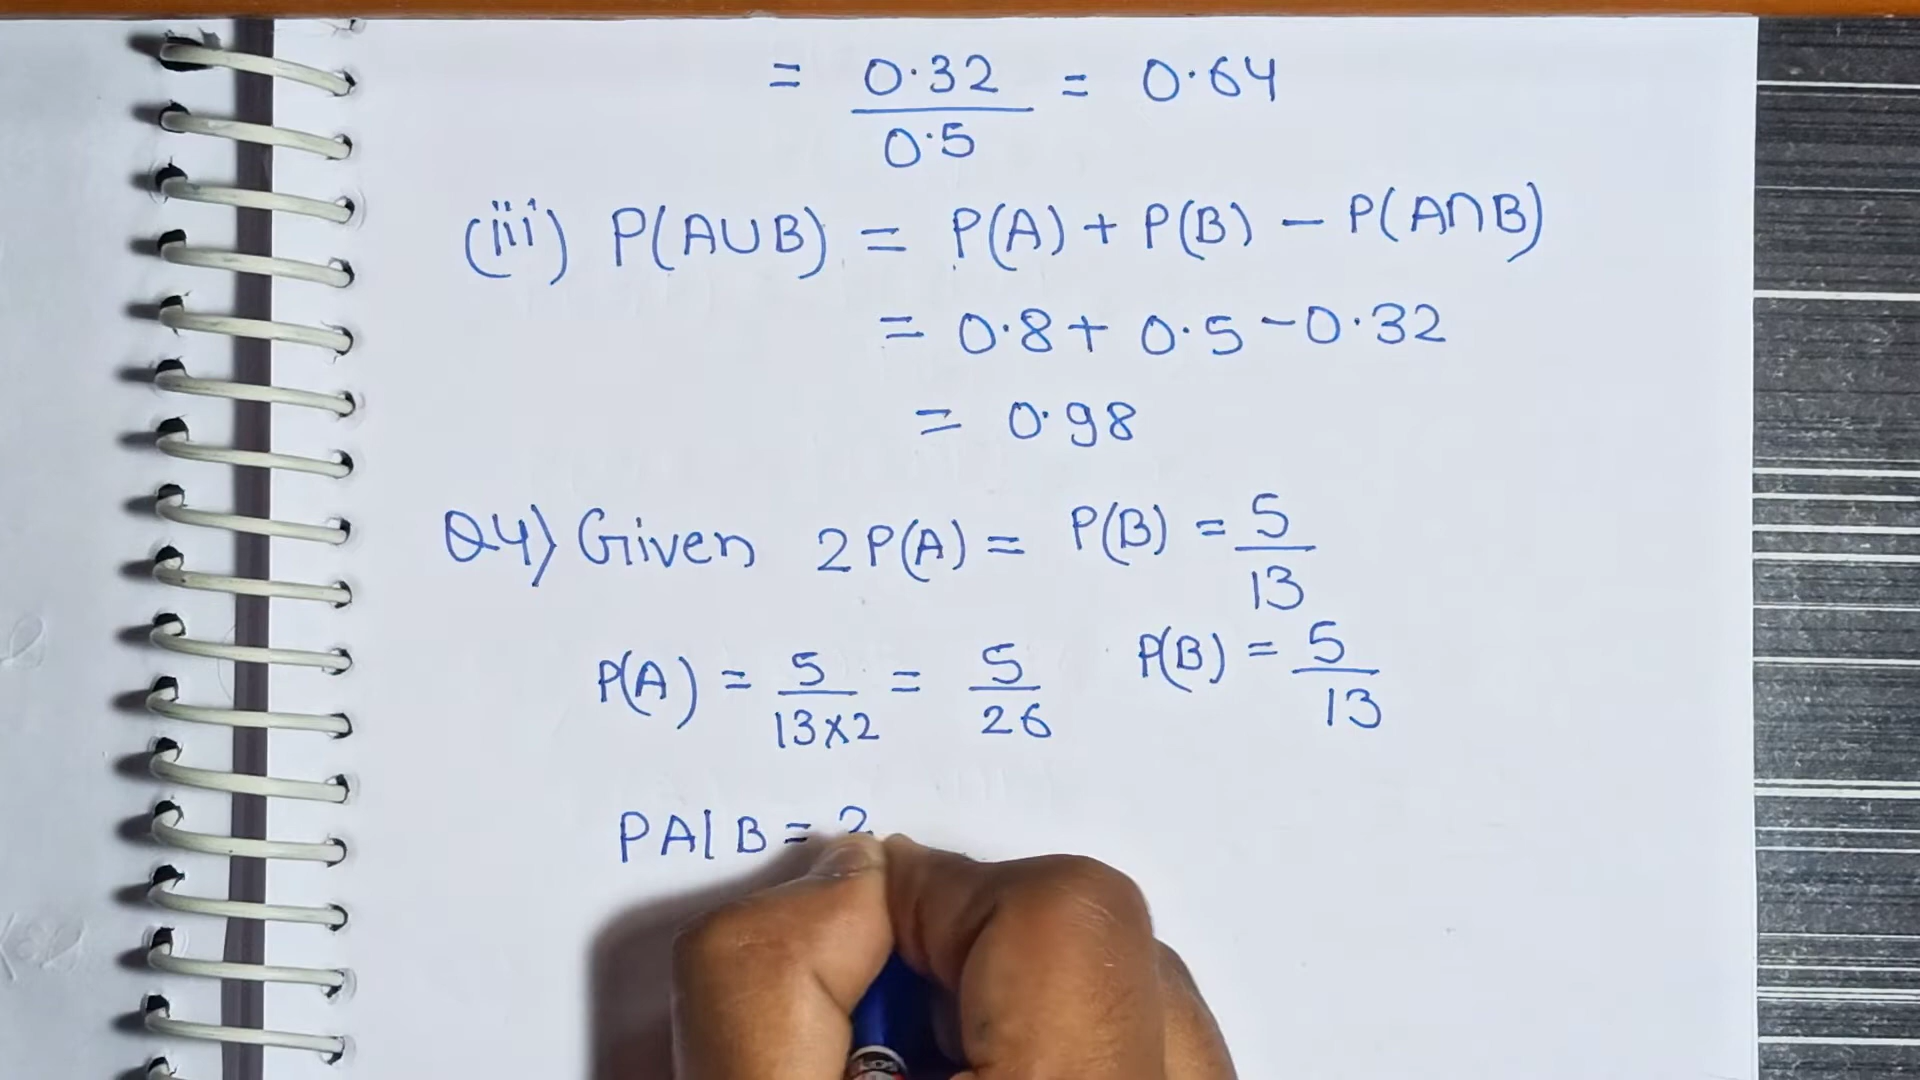 = 0.32/0.5 = 0.64
(iii) P(A∪B) = P(A) + P(B) - P(A∩B)
= 0.8 + 0.5 - 0.32
= 0.98
Q4) Given 2P(A) = P(B) = 5/13
P(A) = 5/13×2 = 5/26 P(B) = 5/13
PA|B =